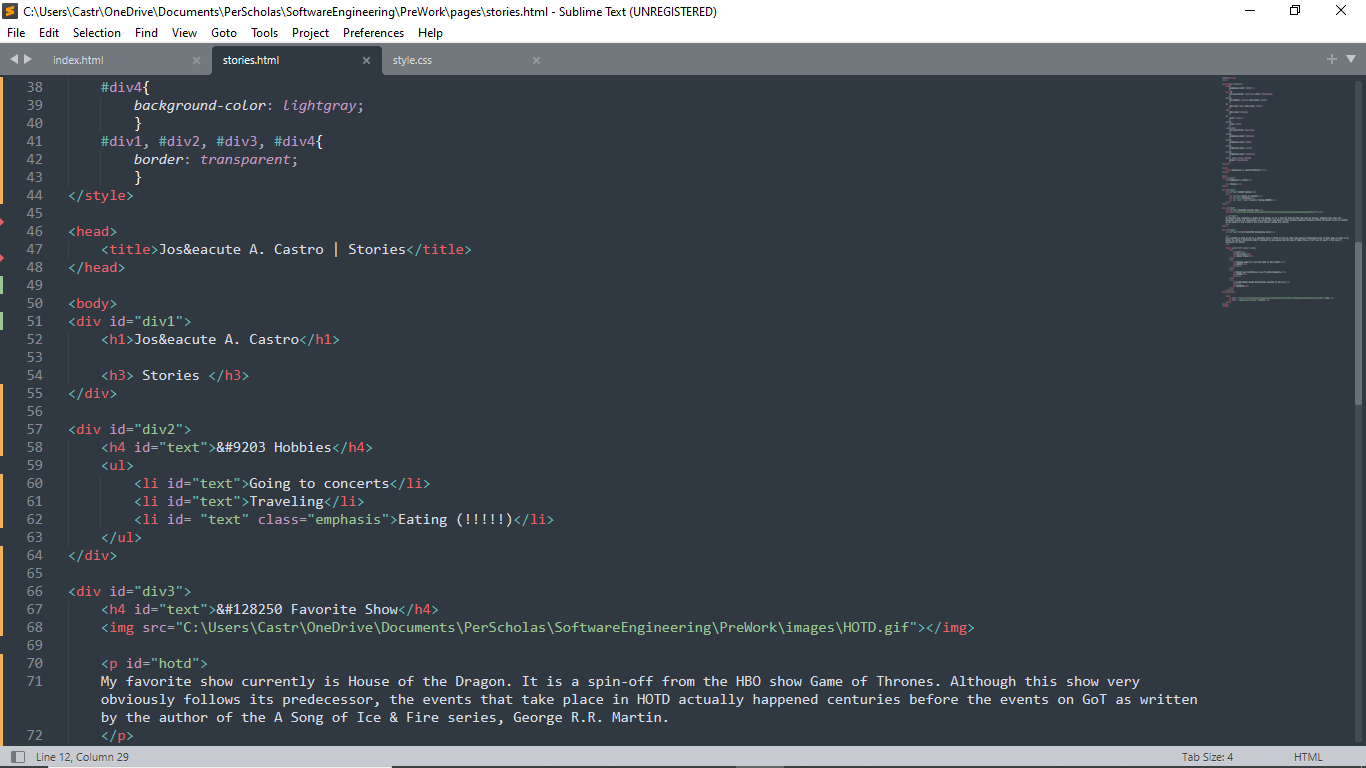 C:\Users\Castr\OneDrive\Documents\PerScholas\SoftwareEngineering\PreWork\pages\stories.html - Sublime Text (UNREGISTERED)
File Edit Selection Find View Goto Tools Project Preferences Help
index.html stories.html style.css
38 #div4{
39 background-color: lightgray;
40 }
41 #div1, #div2, #div3, #div4{
42 border: transparent;
43 }
44 </style>
45
46 <head>
47 <title>Jos&eacute A. Castro | Stories</title>
48 </head>
49
50 <body>
51 <div id="div1">
52 <h1>Jos&eacute A. Castro</h1>
53
54 <h3> Stories </h3>
55 </div>
56
57 <div id="div2">
58 <h4 id="text">&#9203 Hobbies</h4>
59 <ul>
60 <li id="text">Going to concerts</li>
61 <li id="text">Traveling</li>
62 <li id= "text" class="emphasis">Eating (!!!!!)</li>
63 </ul>
64 </div>
65
66 <div id="div3">
67 <h4 id="text">&#128250 Favorite Show</h4>
68 <img src="C:\Users\Castr\OneDrive\Documents\PerScholas\SoftwareEngineering\PreWork\images\HOTD.gif"></img>
69
70 <p id="hotd">
71 My favorite show currently is House of the Dragon. It is a spin-off from the HBO show Game of Thrones. Although this show very
obviously follows its predecessor, the events that take place in HOTD actually happened centuries before the events on GoT as written
by the author of the A Song of Ice & Fire series, George R.R. Martin.
72 </p>
Line 12, Column 29 Tab Size: 4 HTML